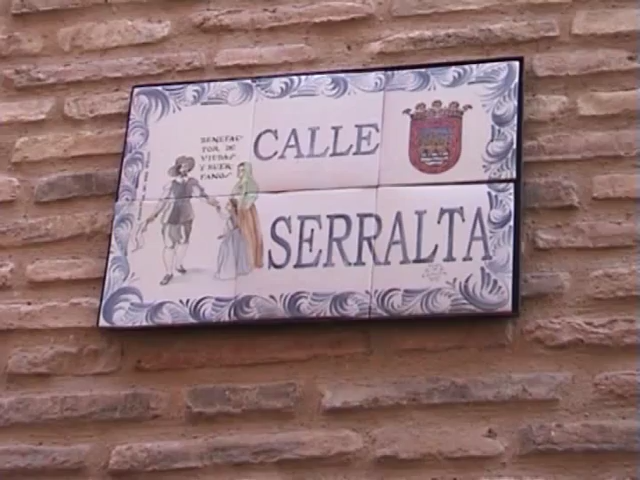 BENEFAC
TOR DE
VIUDAS
Y HUER
FANOS
CALLE
SERRALTA